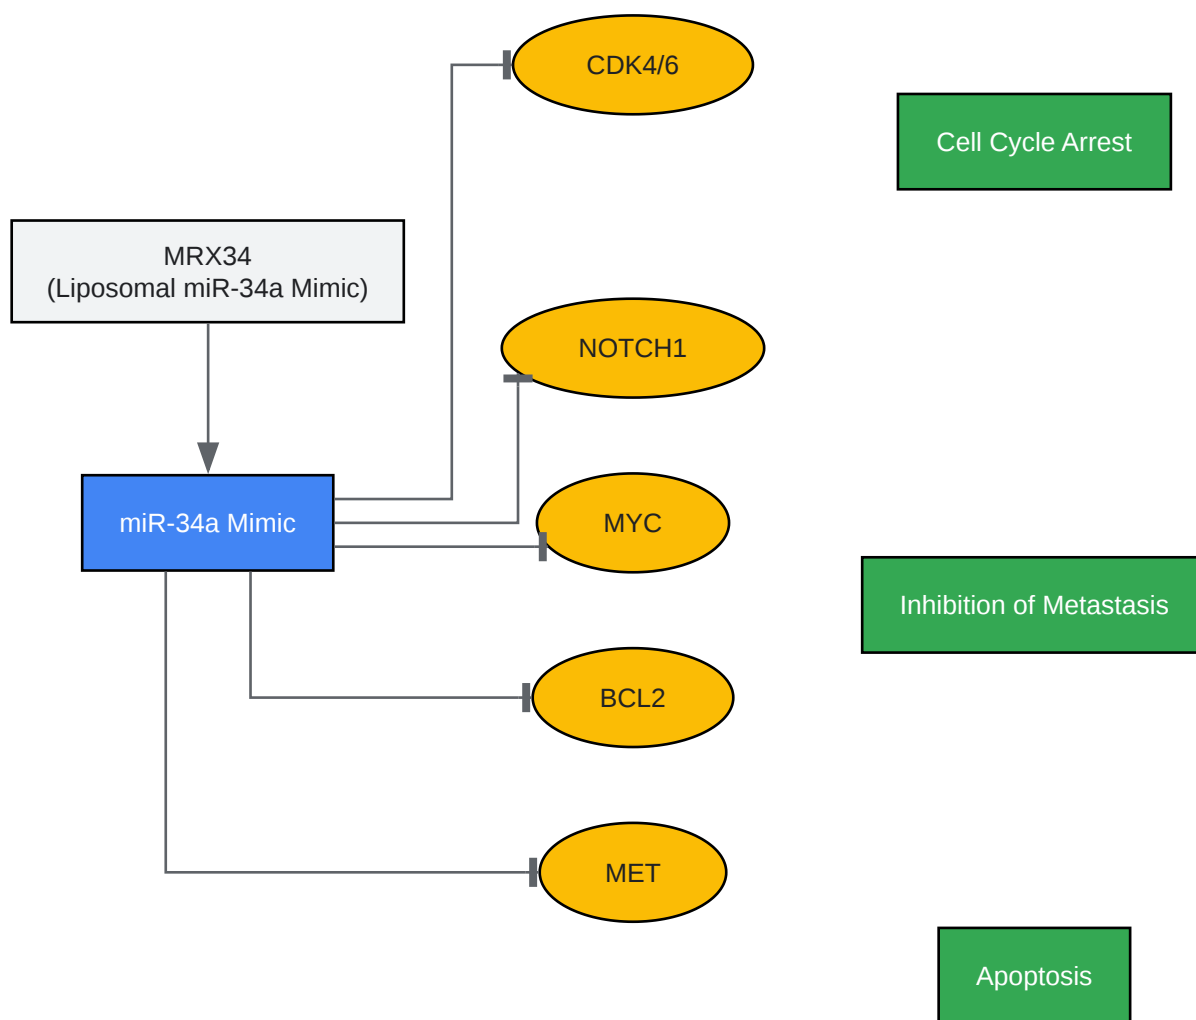 CDK4/6
Cell Cycle Arrest
MRX34
(Liposomal miR-34a Mimic)
NOTCH1
miR-34a Mimic
MYC
Inhibition of Metastasis
BCL2
MET
Apoptosis